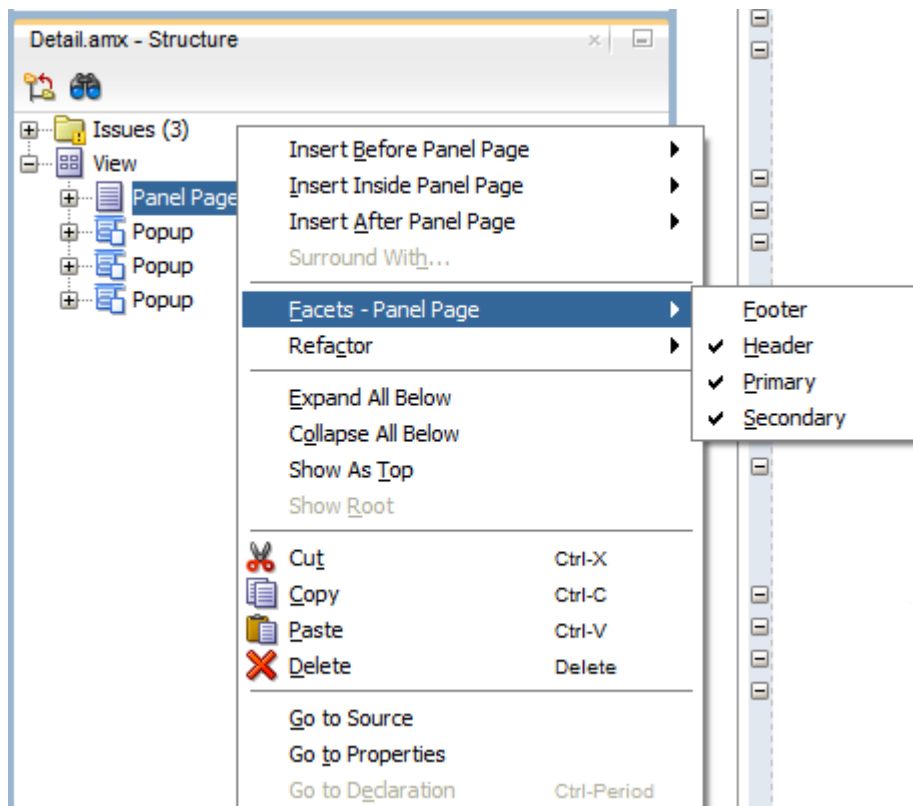 Detail.amx - Structure
Issues (3)
View
Panel Page
Popup
Popup
Popup
Insert Before Panel Page
Insert Inside Panel Page
Insert After Panel Page
Surround With...
Facets - Panel Page
Refactor
Expand All Below
Collapse All Below
Show As Top
Show Root
Cut Ctrl-X
Copy Ctrl-C
Paste Ctrl-V
Delete Delete
Go to Source
Go to Properties
Go to Declaration Ctrl-Period
Footer
Header
Primary
Secondary